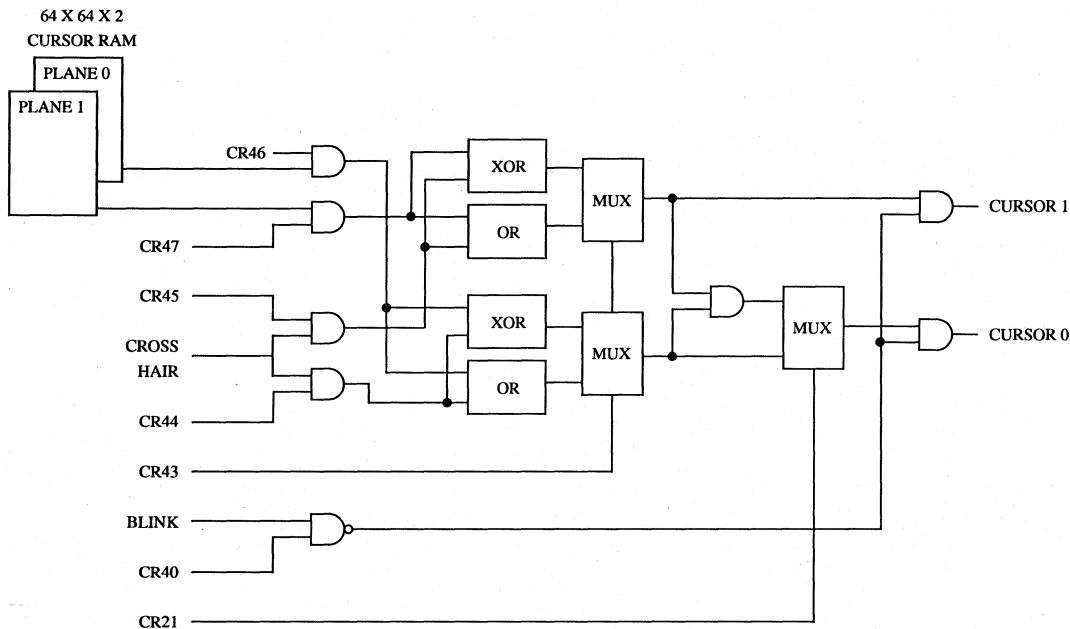 64 X 64 X 2
CURSOR RAM
PLANE 0
PLANE 1
CR46
XOR
MUX
CURSOR 1
OR
CR47
CR45
XOR
MUX
MUX
CURSOR 0
CROSS
HAIR
OR
CR44
CR43
BLINK
CR40
CR21